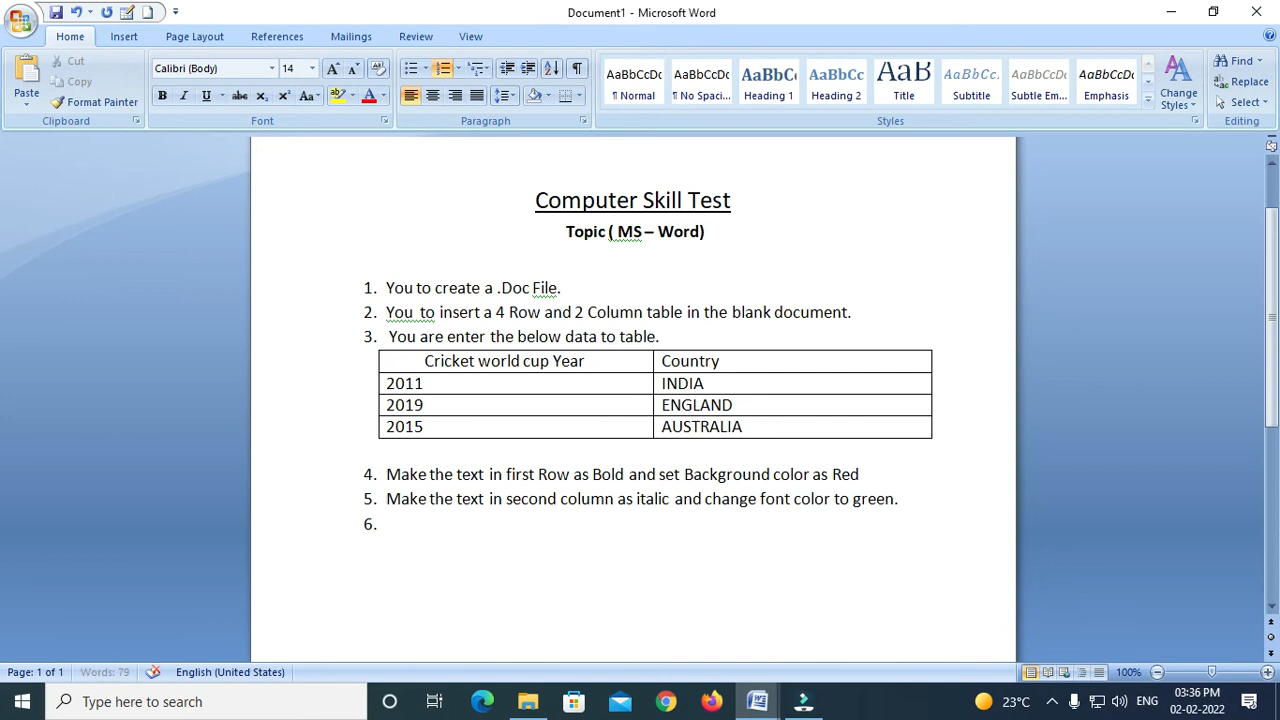 Document1 - Microsoft Word
Home Insert Page Layout References Mailings Review View
Paste
Cut
Copy
Format Painter
Clipboard
Calibri (Body) 14
Font
Paragraph
AaBbCcDc AaBbCcDc AaBbC AaBbCc AaB AaBbCc. AaBbCcDc AaBbCcDc
¶ Normal ¶ No Spaci... Heading 1 Heading 2 Title Subtitle Subtle Em... Emphasis
Change Styles
Styles
Find
Replace
Select
Editing
Computer Skill Test
Topic ( MS – Word)
1. You to create a .Doc File.
2. You to insert a 4 Row and 2 Column table in the blank document.
3. You are enter the below data to table.
Cricket world cup Year Country
2011 INDIA
2019 ENGLAND
2015 AUSTRALIA
4. Make the text in first Row as Bold and set Background color as Red
5. Make the text in second column as italic and change font color to green.
6.
Page: 1 of 1 Words: 79 English (United States) 100%
Type here to search
23°C ENG
03:36 PM
02-02-2022